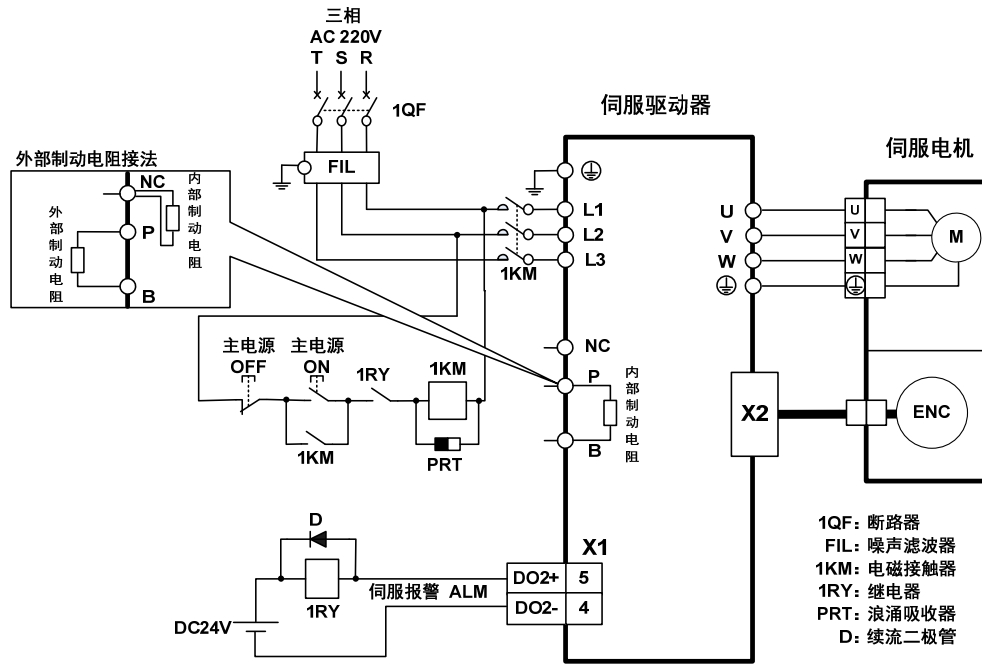 三相
AC 220V
T S R
1QF
伺服驱动器
伺服电机
外部制动电阻接法
FIL
NC
内部制动电阻
外部制动电阻
P
B
L1
L2
L3
1KM
U
V
W
U
V
W
M
主电源
OFF
主电源
ON
1RY
1KM
1KM
PRT
NC
P
内部制动电阻
B
X2
ENC
D
1RY
伺服报警 ALM
DC24V
X1
DO2+ 5
DO2- 4
1QF：断路器
FIL：噪声滤波器
1KM：电磁接触器
1RY：继电器
PRT：浪涌吸收器
D：续流二极管